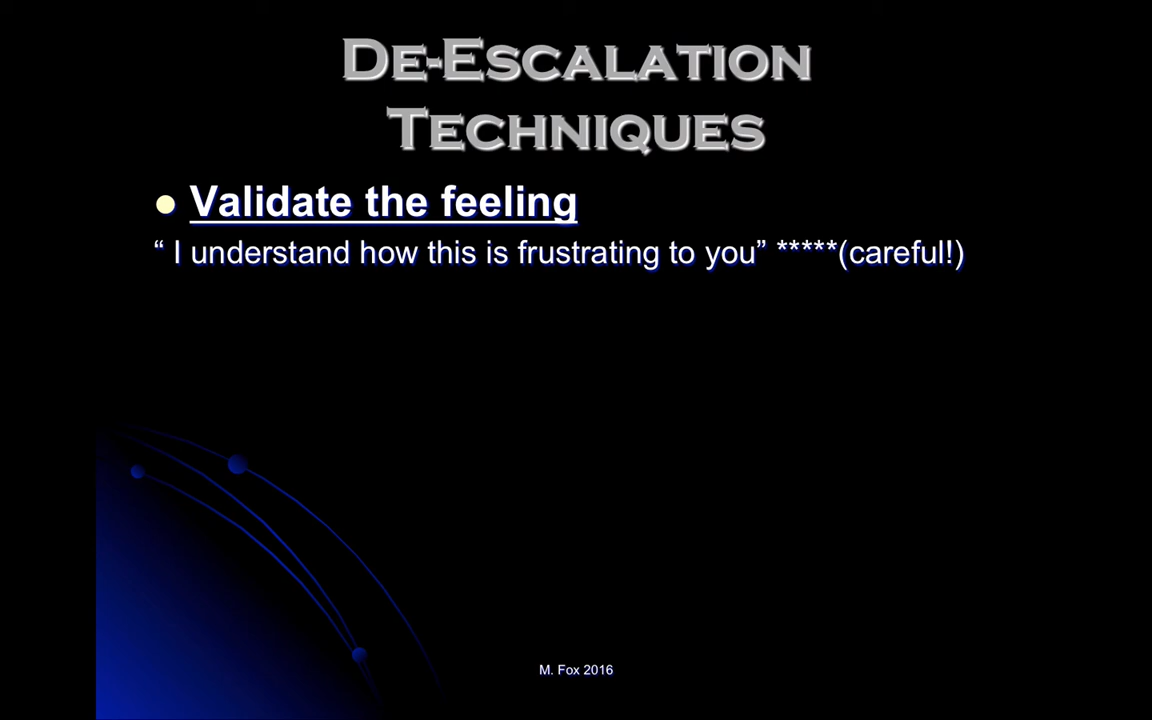 De-Escalation
Techniques
Validate the feeling
“ I understand how this is frustrating to you” *****(careful!)
M. Fox 2016